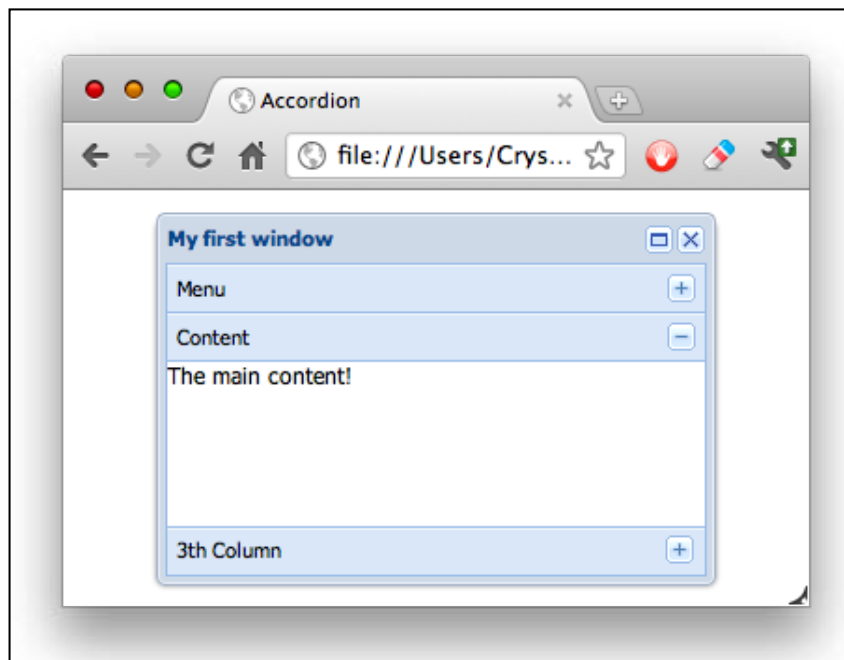 Accordion
file:///Users/Crys...
My first window
Menu
Content
The main content!
3th Column